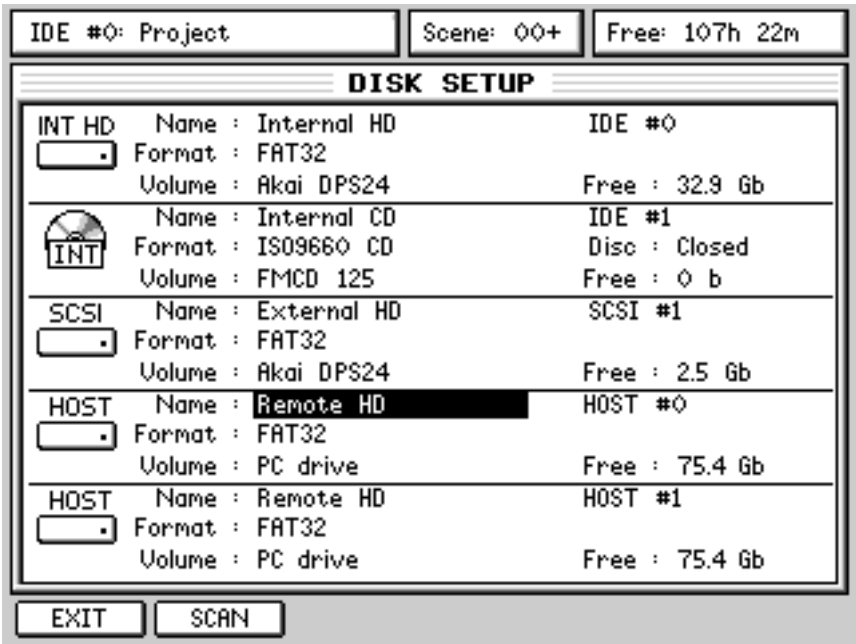 IDE #0: Project Scene: 00+ Free: 107h 22m
DISK SETUP
INT HD Name : Internal HD IDE #0
Format : FAT32
Volume : Akai DPS24 Free : 32.9 Gb
Name : Internal CD IDE #1
INT Format : ISO9660 CD Disc : Closed
Volume : FMCD 125 Free : 0 b
SCSI Name : External HD SCSI #1
Format : FAT32
Volume : Akai DPS24 Free : 2.5 Gb
HOST Name : Remote HD HOST #0
Format : FAT32
Volume : PC drive Free : 75.4 Gb
HOST Name : Remote HD HOST #1
Format : FAT32
Volume : PC drive Free : 75.4 Gb
EXIT SCAN